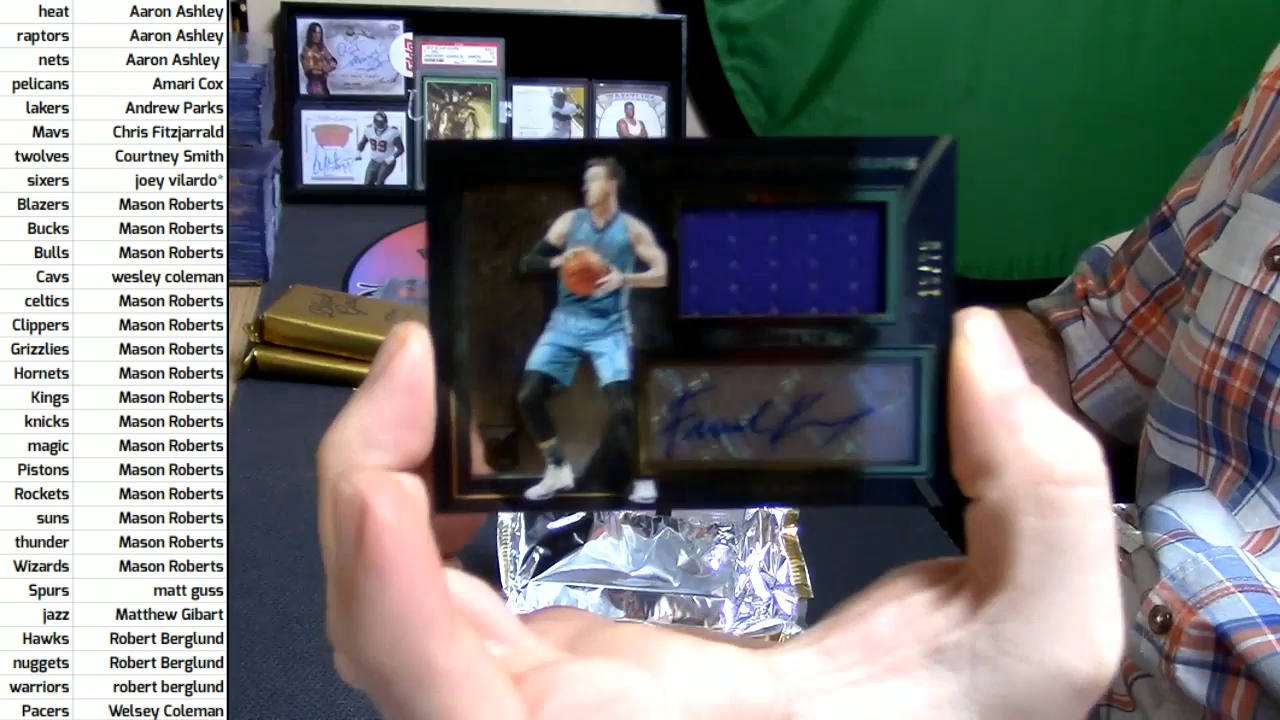 heat Aaron Ashley
raptors Aaron Ashley
nets Aaron Ashley
pelicans Amari Cox
lakers Andrew Parks
Mavs Chris Fitzjarrald
twolves Courtney Smith
sixers joey vilardo*
Blazers Mason Roberts
Bucks Mason Roberts
Bulls Mason Roberts
Cavs wesley coleman
celtics Mason Roberts
Clippers Mason Roberts
Grizzlies Mason Roberts
Hornets Mason Roberts
Kings Mason Roberts
knicks Mason Roberts
magic Mason Roberts
Pistons Mason Roberts
Rockets Mason Roberts
suns Mason Roberts
thunder Mason Roberts
Wizards Mason Roberts
Spurs matt guss
jazz Matthew Gibart
Hawks Robert Berglund
nuggets Robert Berglund
warriors robert berglund
Pacers Welsey Coleman
99